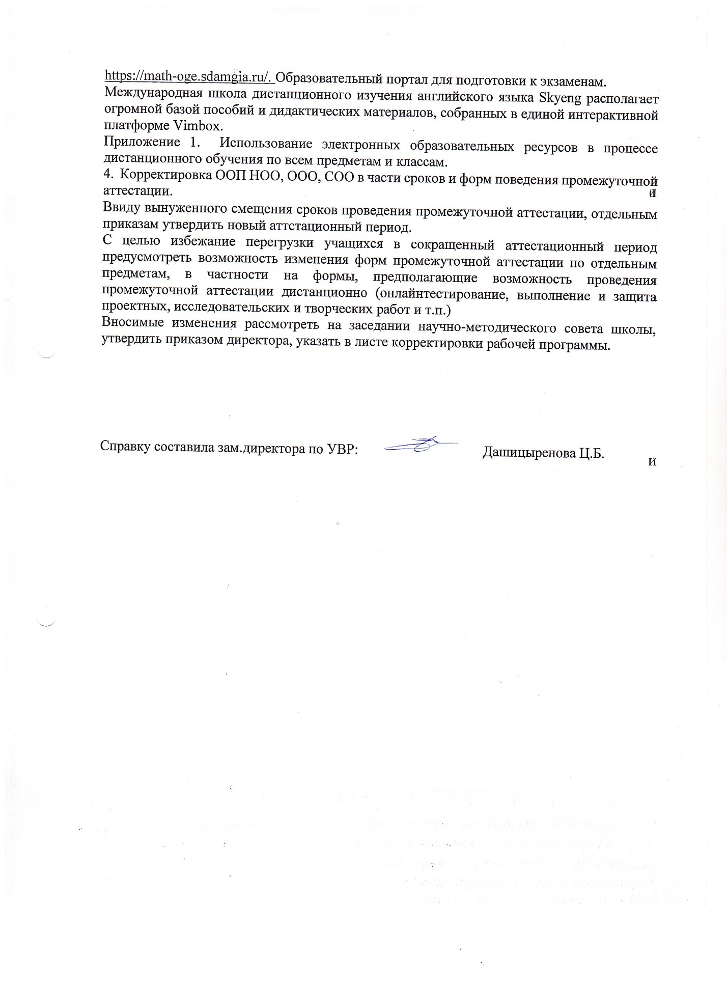 https://math-oge.sdamgia.ru/. Образовательный портал для подготовки к экзаменам.
Международная школа дистанционного изучения английского языка Skyeng располагает
огромной базой пособий и дидактических материалов, собранных в единой интерактивной
платформе Vimbox.
Приложение 1. Использование электронных образовательных ресурсов в процессе
дистанционного обучения по всем предметам и классам.
4. Корректировка ООП НОО, ООО, СОО в части сроков и форм поведения промежуточной
аттестации.
й
Ввиду вынуженного смещения сроков проведения промежуточной аттестации, отдельным
приказам утвердить новый аттстационный период.
С целью избежание перегрузки учащихся в сокращенный аттестационный период
предусмотреть возможность изменения форм промежуточной аттестации по отдельным
предметам, в частности на формы, предполагающие возможность проведения
промежуточной аттестации дистанционно (онлайнтестирование, выполнение и защита
проектных, исследовательских и творческих работ и т.п.)
Вносимые изменения рассмотреть на заседании научно-методического совета школы,
утвердить приказом директора, указать в листе корректировки рабочей программы.
Справку составила зам.директора по УВР: Дашицыренова Ц.Б.
й